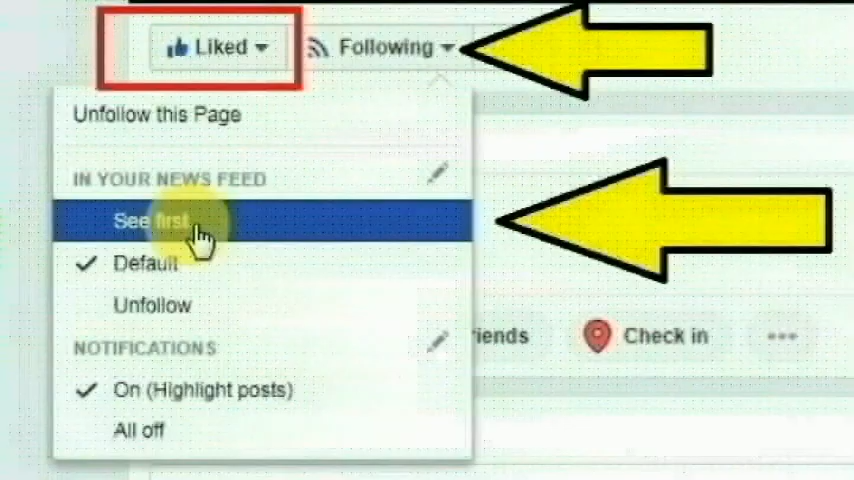 Liked Following
Unfollow this Page
IN YOUR NEWS FEED
See first
Default
Unfollow
NOTIFICATIONS
riends Check in
On (Highlight posts)
All off